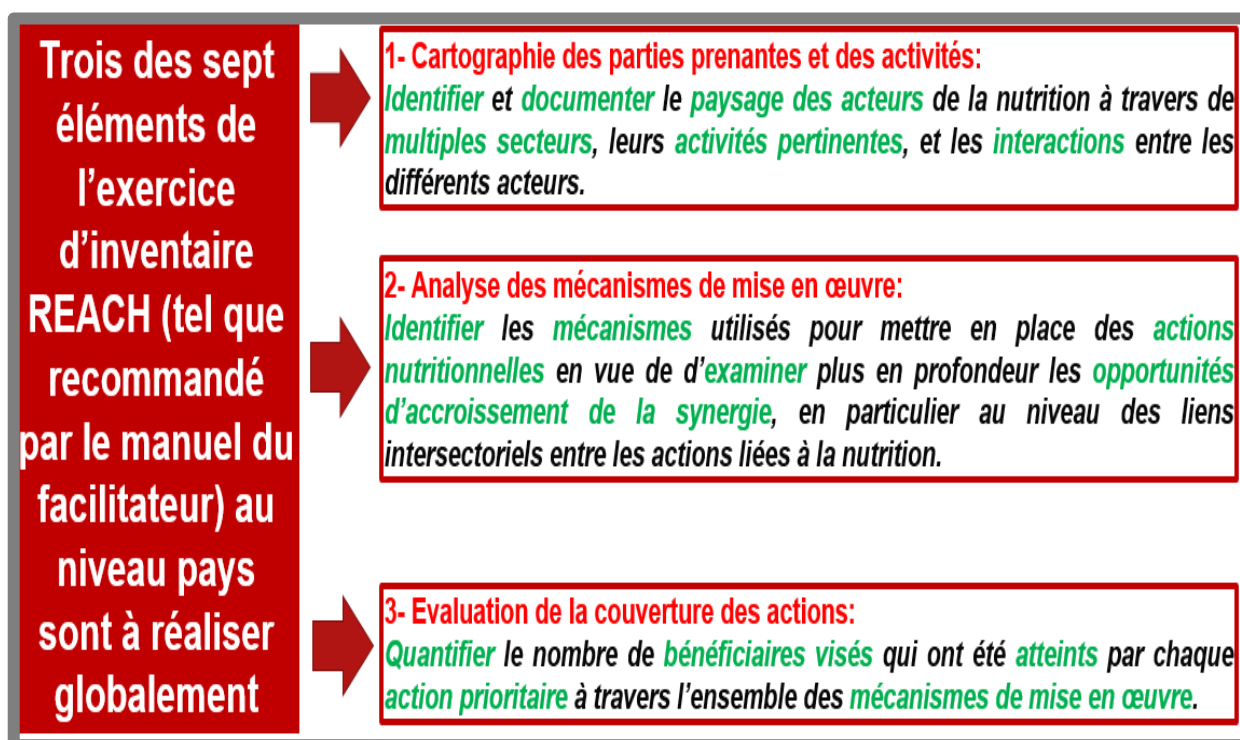 Trois des sept
éléments de
l’exercice
d’inventaire
REACH (tel que
recommandé
par le manuel du
facilitateur) au
niveau pays
sont à réaliser
globalement
1- Cartographie des parties prenantes et des activités:
Identifier et documenter le paysage des acteurs de la nutrition à travers de
multiples secteurs, leurs activités pertinentes, et les interactions entre les
différents acteurs.
2- Analyse des mécanismes de mise en œuvre:
Identifier les mécanismes utilisés pour mettre en place des actions
nutritionnelles en vue de d’examiner plus en profondeur les opportunités
d’accroissement de la synergie, en particulier au niveau des liens
intersectoriels entre les actions liées à la nutrition.
3- Evaluation de la couverture des actions:
Quantifier le nombre de bénéficiaires visés qui ont été atteints par chaque
action prioritaire à travers l’ensemble des mécanismes de mise en œuvre.